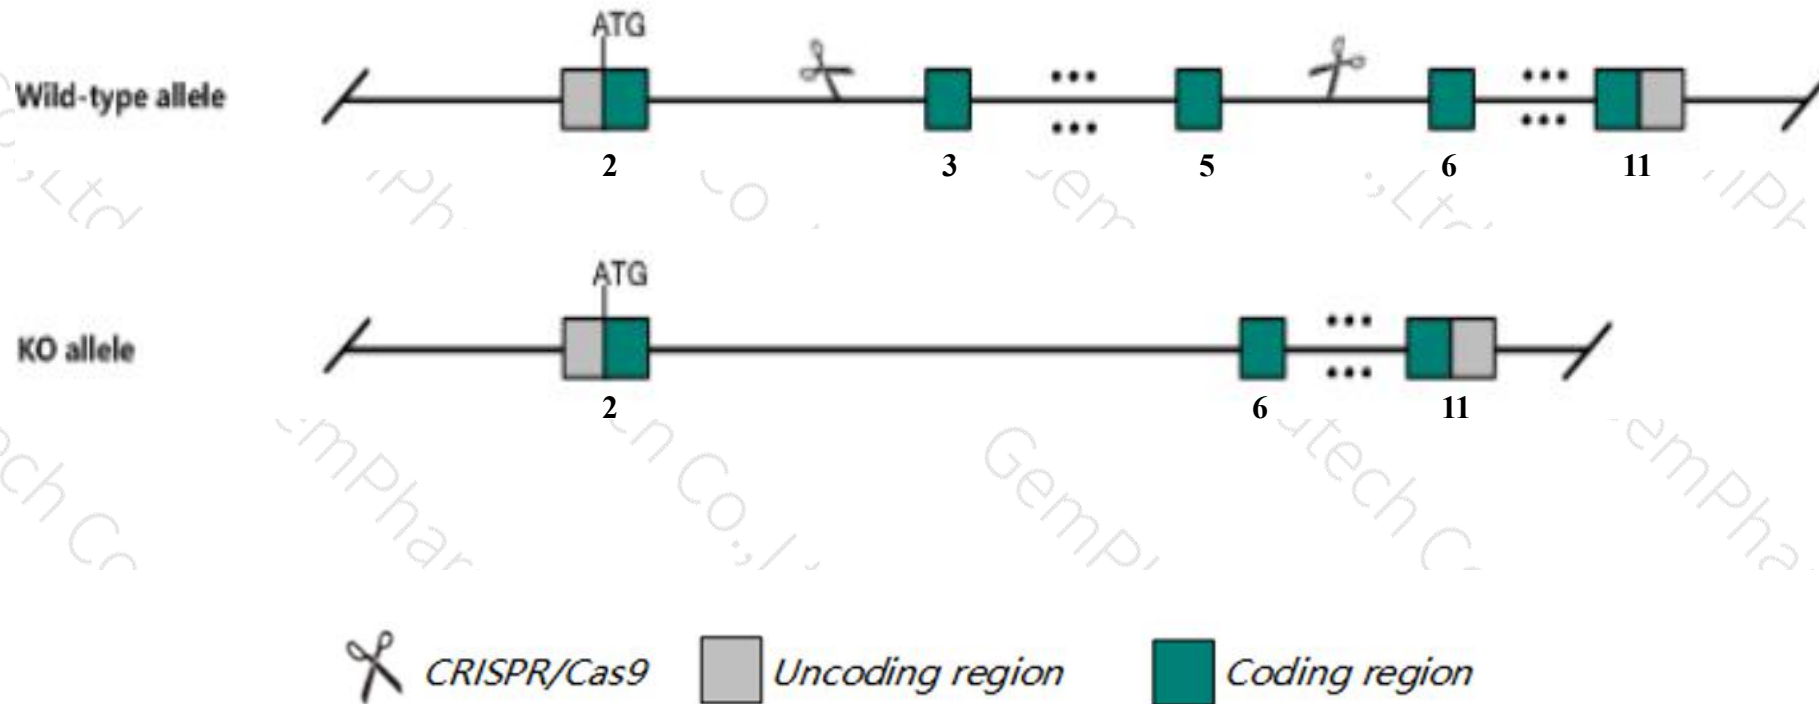 ATG
Wild-type allele
2 3 5 6 11
ATG
KO allele
2 6 11
CRISPR/Cas9 Uncoding region Coding region